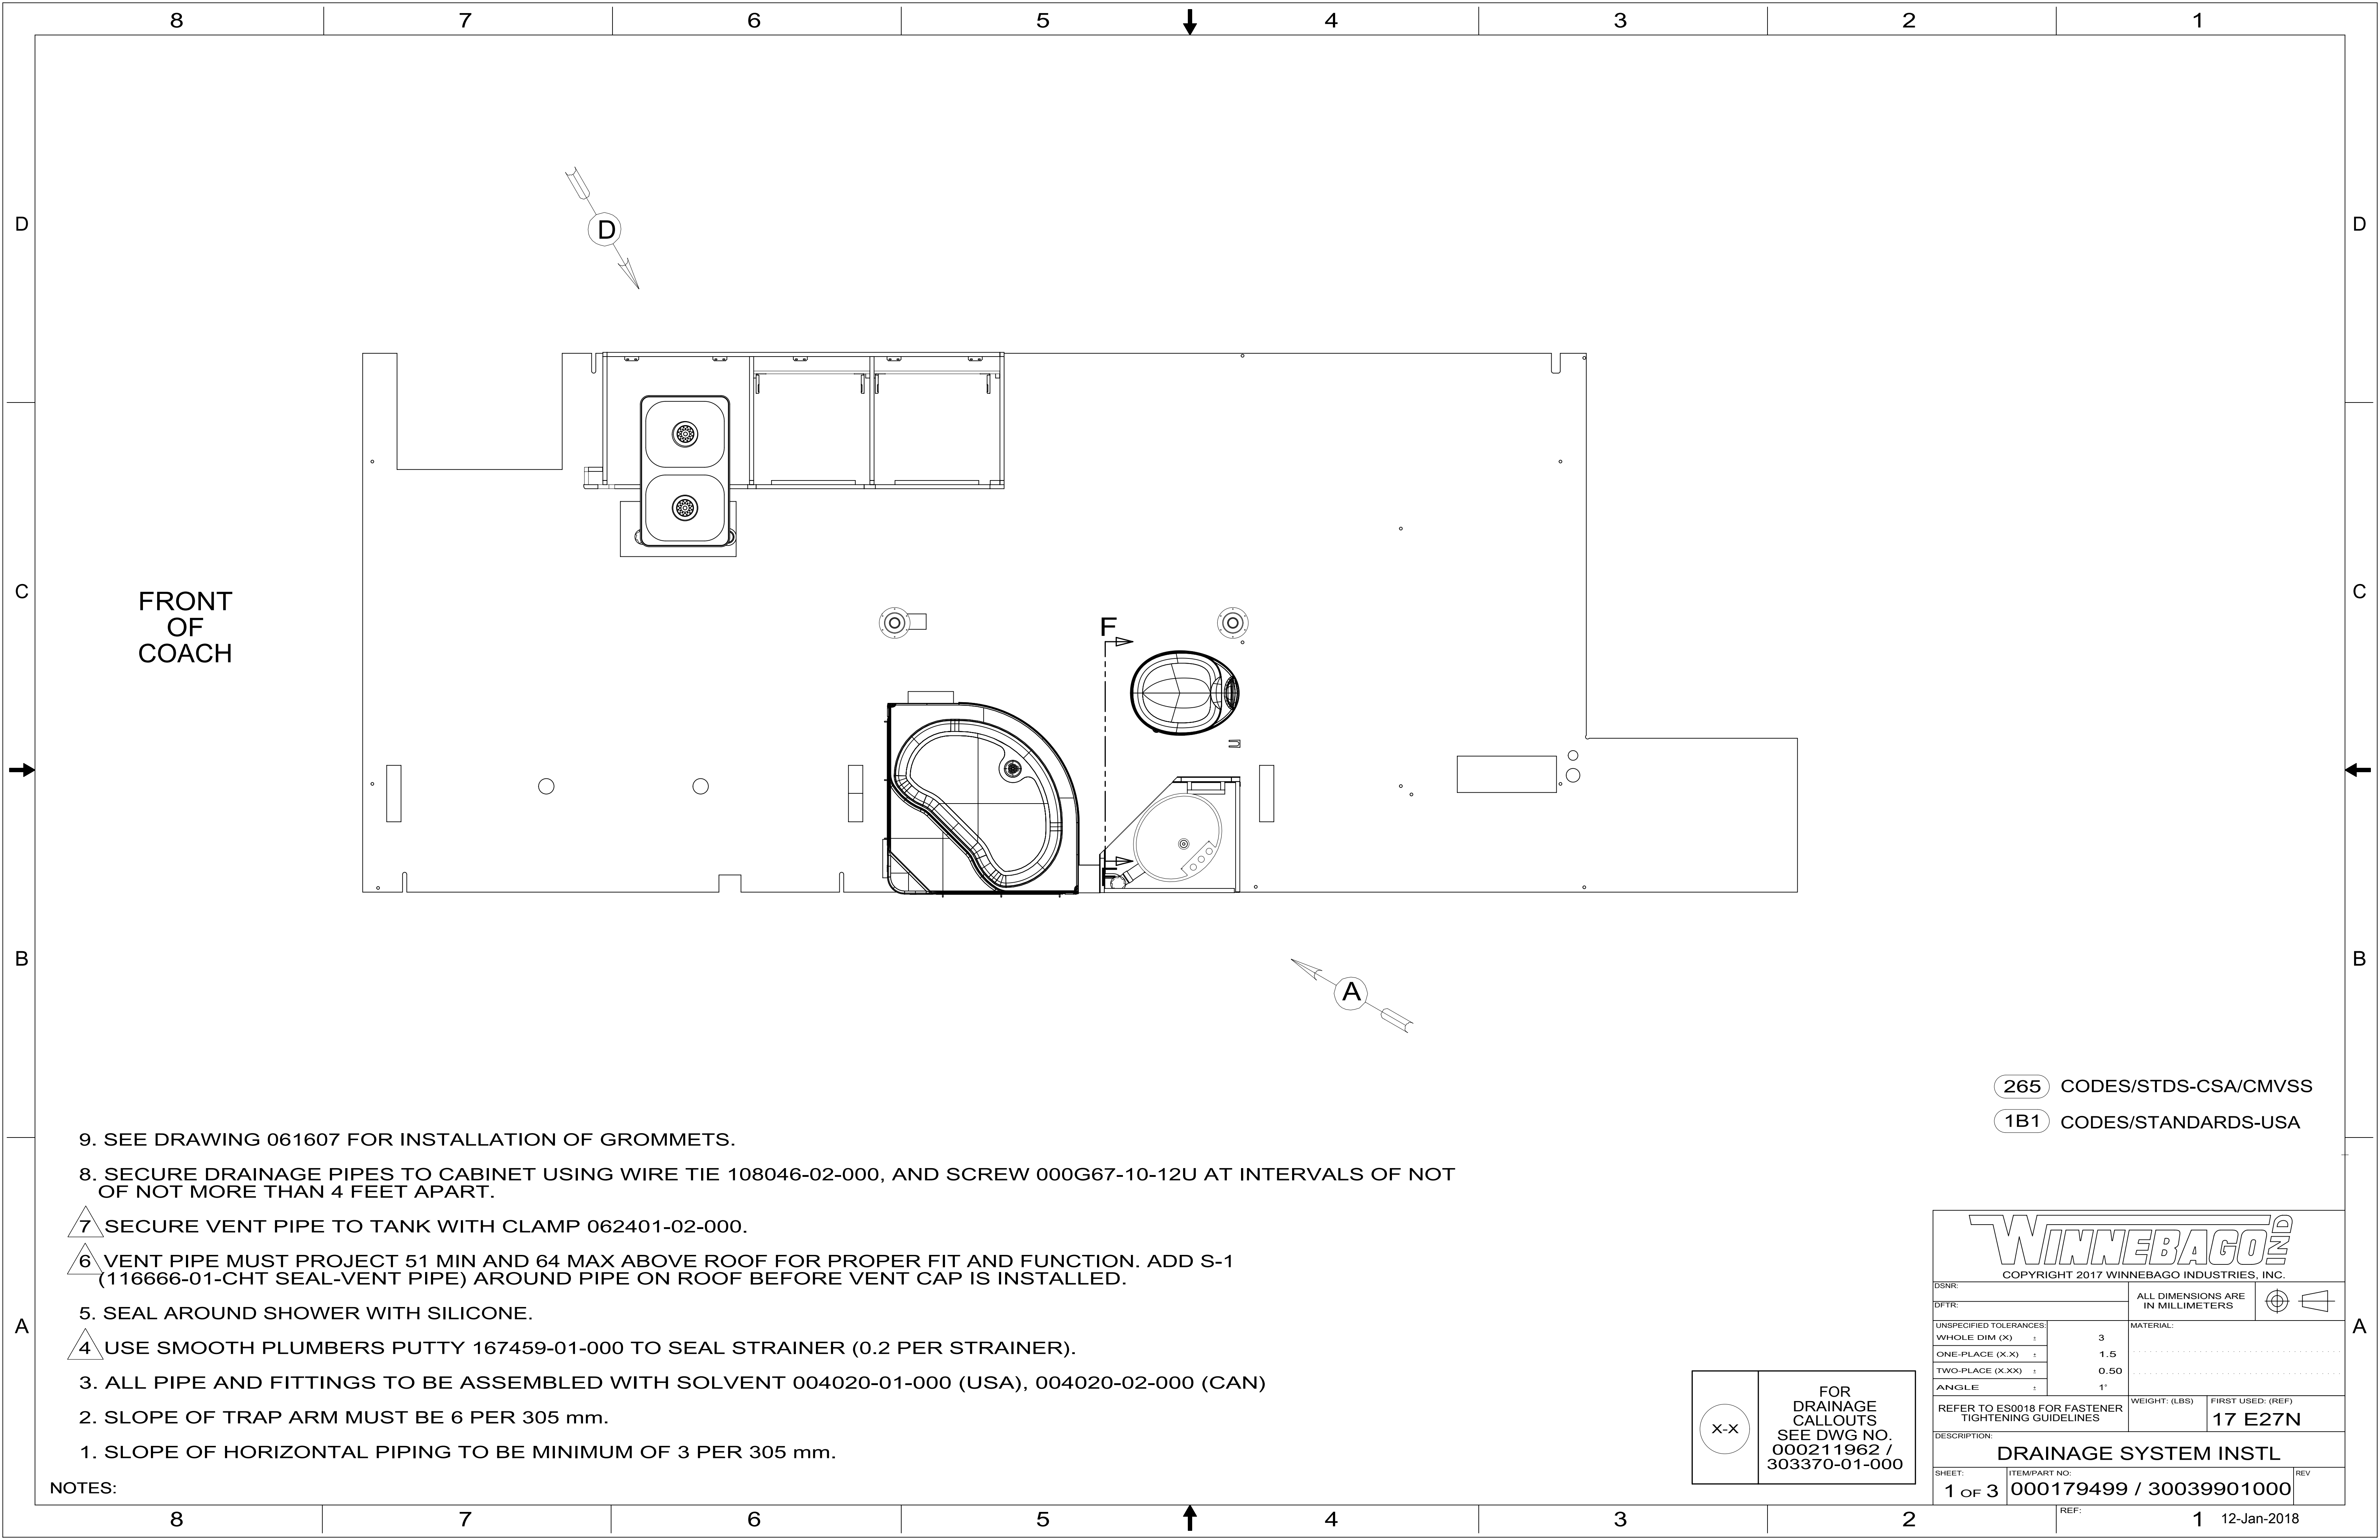 8 7 6 5 4 3 2 1
D
D
D
C
C
FRONT
OF
COACH
F
F
A
B
B
265 CODES/STDS-CSA/CMVSS
1B1 CODES/STANDARDS-USA
9. SEE DRAWING 061607 FOR INSTALLATION OF GROMMETS.
8. SECURE DRAINAGE PIPES TO CABINET USING WIRE TIE 108046-02-000, AND SCREW 000G67-10-12U AT INTERVALS OF NOT
OF NOT MORE THAN 4 FEET APART.
7 SECURE VENT PIPE TO TANK WITH CLAMP 062401-02-000.
6 VENT PIPE MUST PROJECT 51 MIN AND 64 MAX ABOVE ROOF FOR PROPER FIT AND FUNCTION. ADD S-1
(116666-01-CHT SEAL-VENT PIPE) AROUND PIPE ON ROOF BEFORE VENT CAP IS INSTALLED.
5. SEAL AROUND SHOWER WITH SILICONE.
4 USE SMOOTH PLUMBERS PUTTY 167459-01-000 TO SEAL STRAINER (0.2 PER STRAINER).
3. ALL PIPE AND FITTINGS TO BE ASSEMBLED WITH SOLVENT 004020-01-000 (USA), 004020-02-000 (CAN)
2. SLOPE OF TRAP ARM MUST BE 6 PER 305 mm.
1. SLOPE OF HORIZONTAL PIPING TO BE MINIMUM OF 3 PER 305 mm.
NOTES:
A
A
X-X
FOR
DRAINAGE
CALLOUTS
SEE DWG NO.
000211962 /
303370-01-000
WINNEBAGO IND
COPYRIGHT 2017 WINNEBAGO INDUSTRIES, INC.
DSNR:
DFTR:
ALL DIMENSIONS ARE
IN MILLIMETERS
UNSPECIFIED TOLERANCES:
WHOLE DIM (X) ± 3
ONE-PLACE (X.X) ± 1.5
TWO-PLACE (X.XX) ± 0.50
ANGLE ± 1°
MATERIAL:
REFER TO ES0018 FOR FASTENER
TIGHTENING GUIDELINES
WEIGHT: (LBS)
FIRST USED: (REF)
17 E27N
DESCRIPTION:
DRAINAGE SYSTEM INSTL
SHEET:
1 OF 3
ITEM/PART NO:
000179499 / 30039901000
REV
REF:
8 7 6 5 4 3 2 1
12-Jan-2018